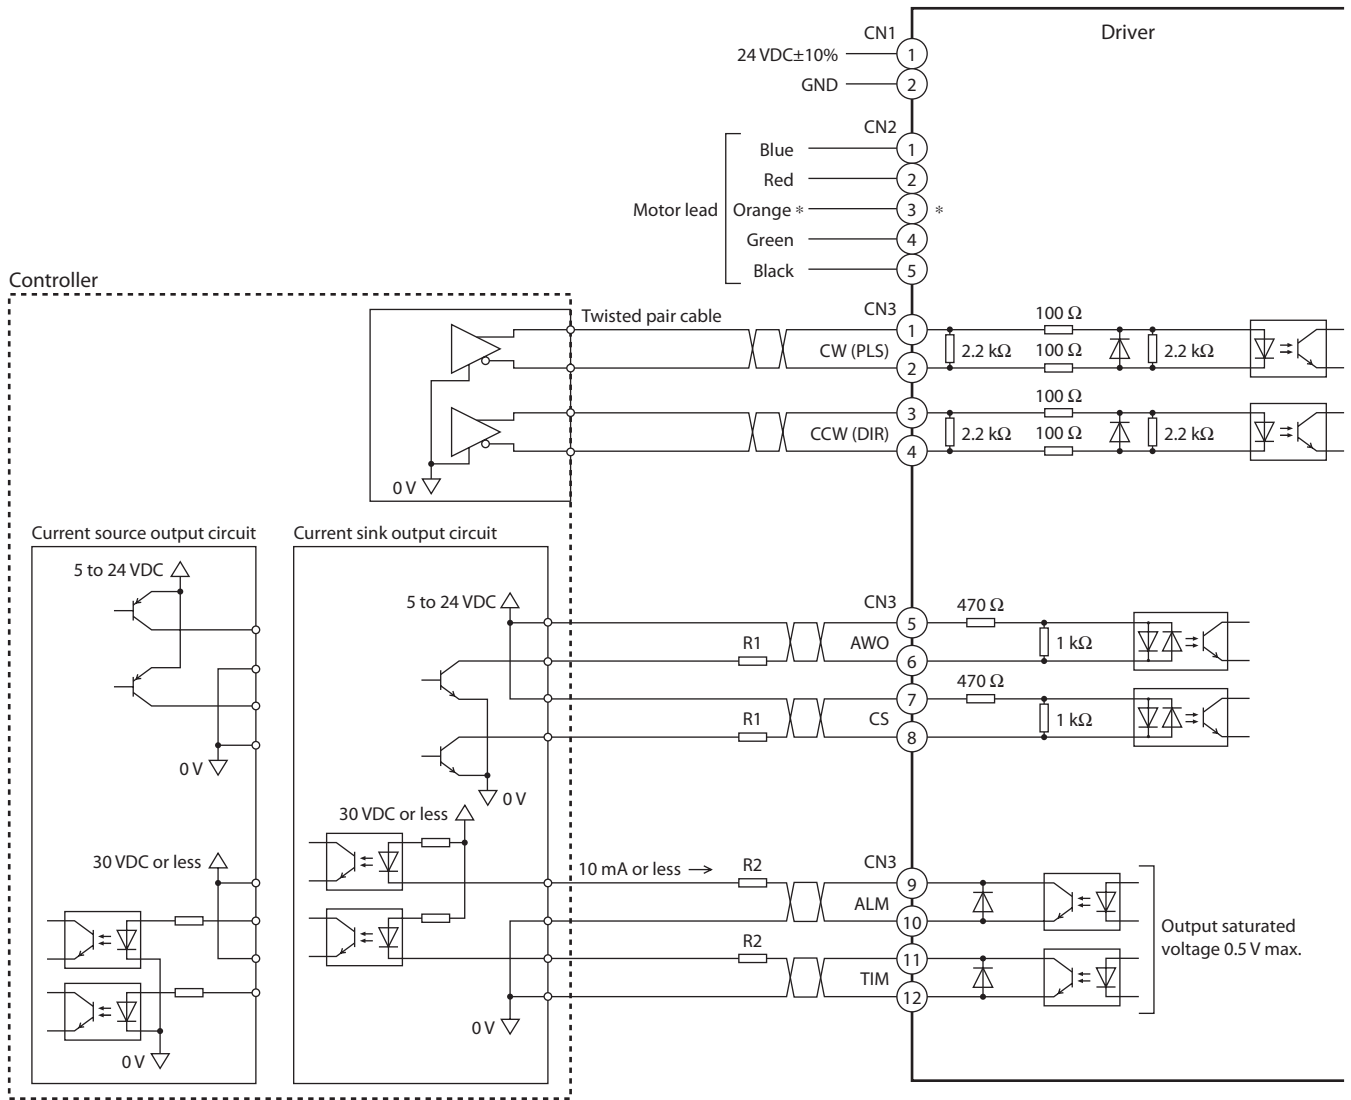 Driver
CN1
24 VDC±10%
1
GND
2
CN2
Motor lead
Blue
1
Red
2
Orange *
3
*
Green
4
Black
5
Controller
Twisted pair cable
CN3
1
CW (PLS)
2
2.2 kΩ
100 Ω
100 Ω
2.2 kΩ
3
CCW (DIR)
4
2.2 kΩ
100 Ω
100 Ω
2.2 kΩ
0 V
Current source output circuit
5 to 24 VDC
0 V
30 VDC or less
0 V
Current sink output circuit
5 to 24 VDC
0 V
30 VDC or less
0 V
CN3
R1
5
AWO
6
470 Ω
1 kΩ
R1
7
CS
8
470 Ω
1 kΩ
10 mA or less
CN3
R2
9
ALM
10
R2
11
TIM
12
Output saturated
voltage 0.5 V max.